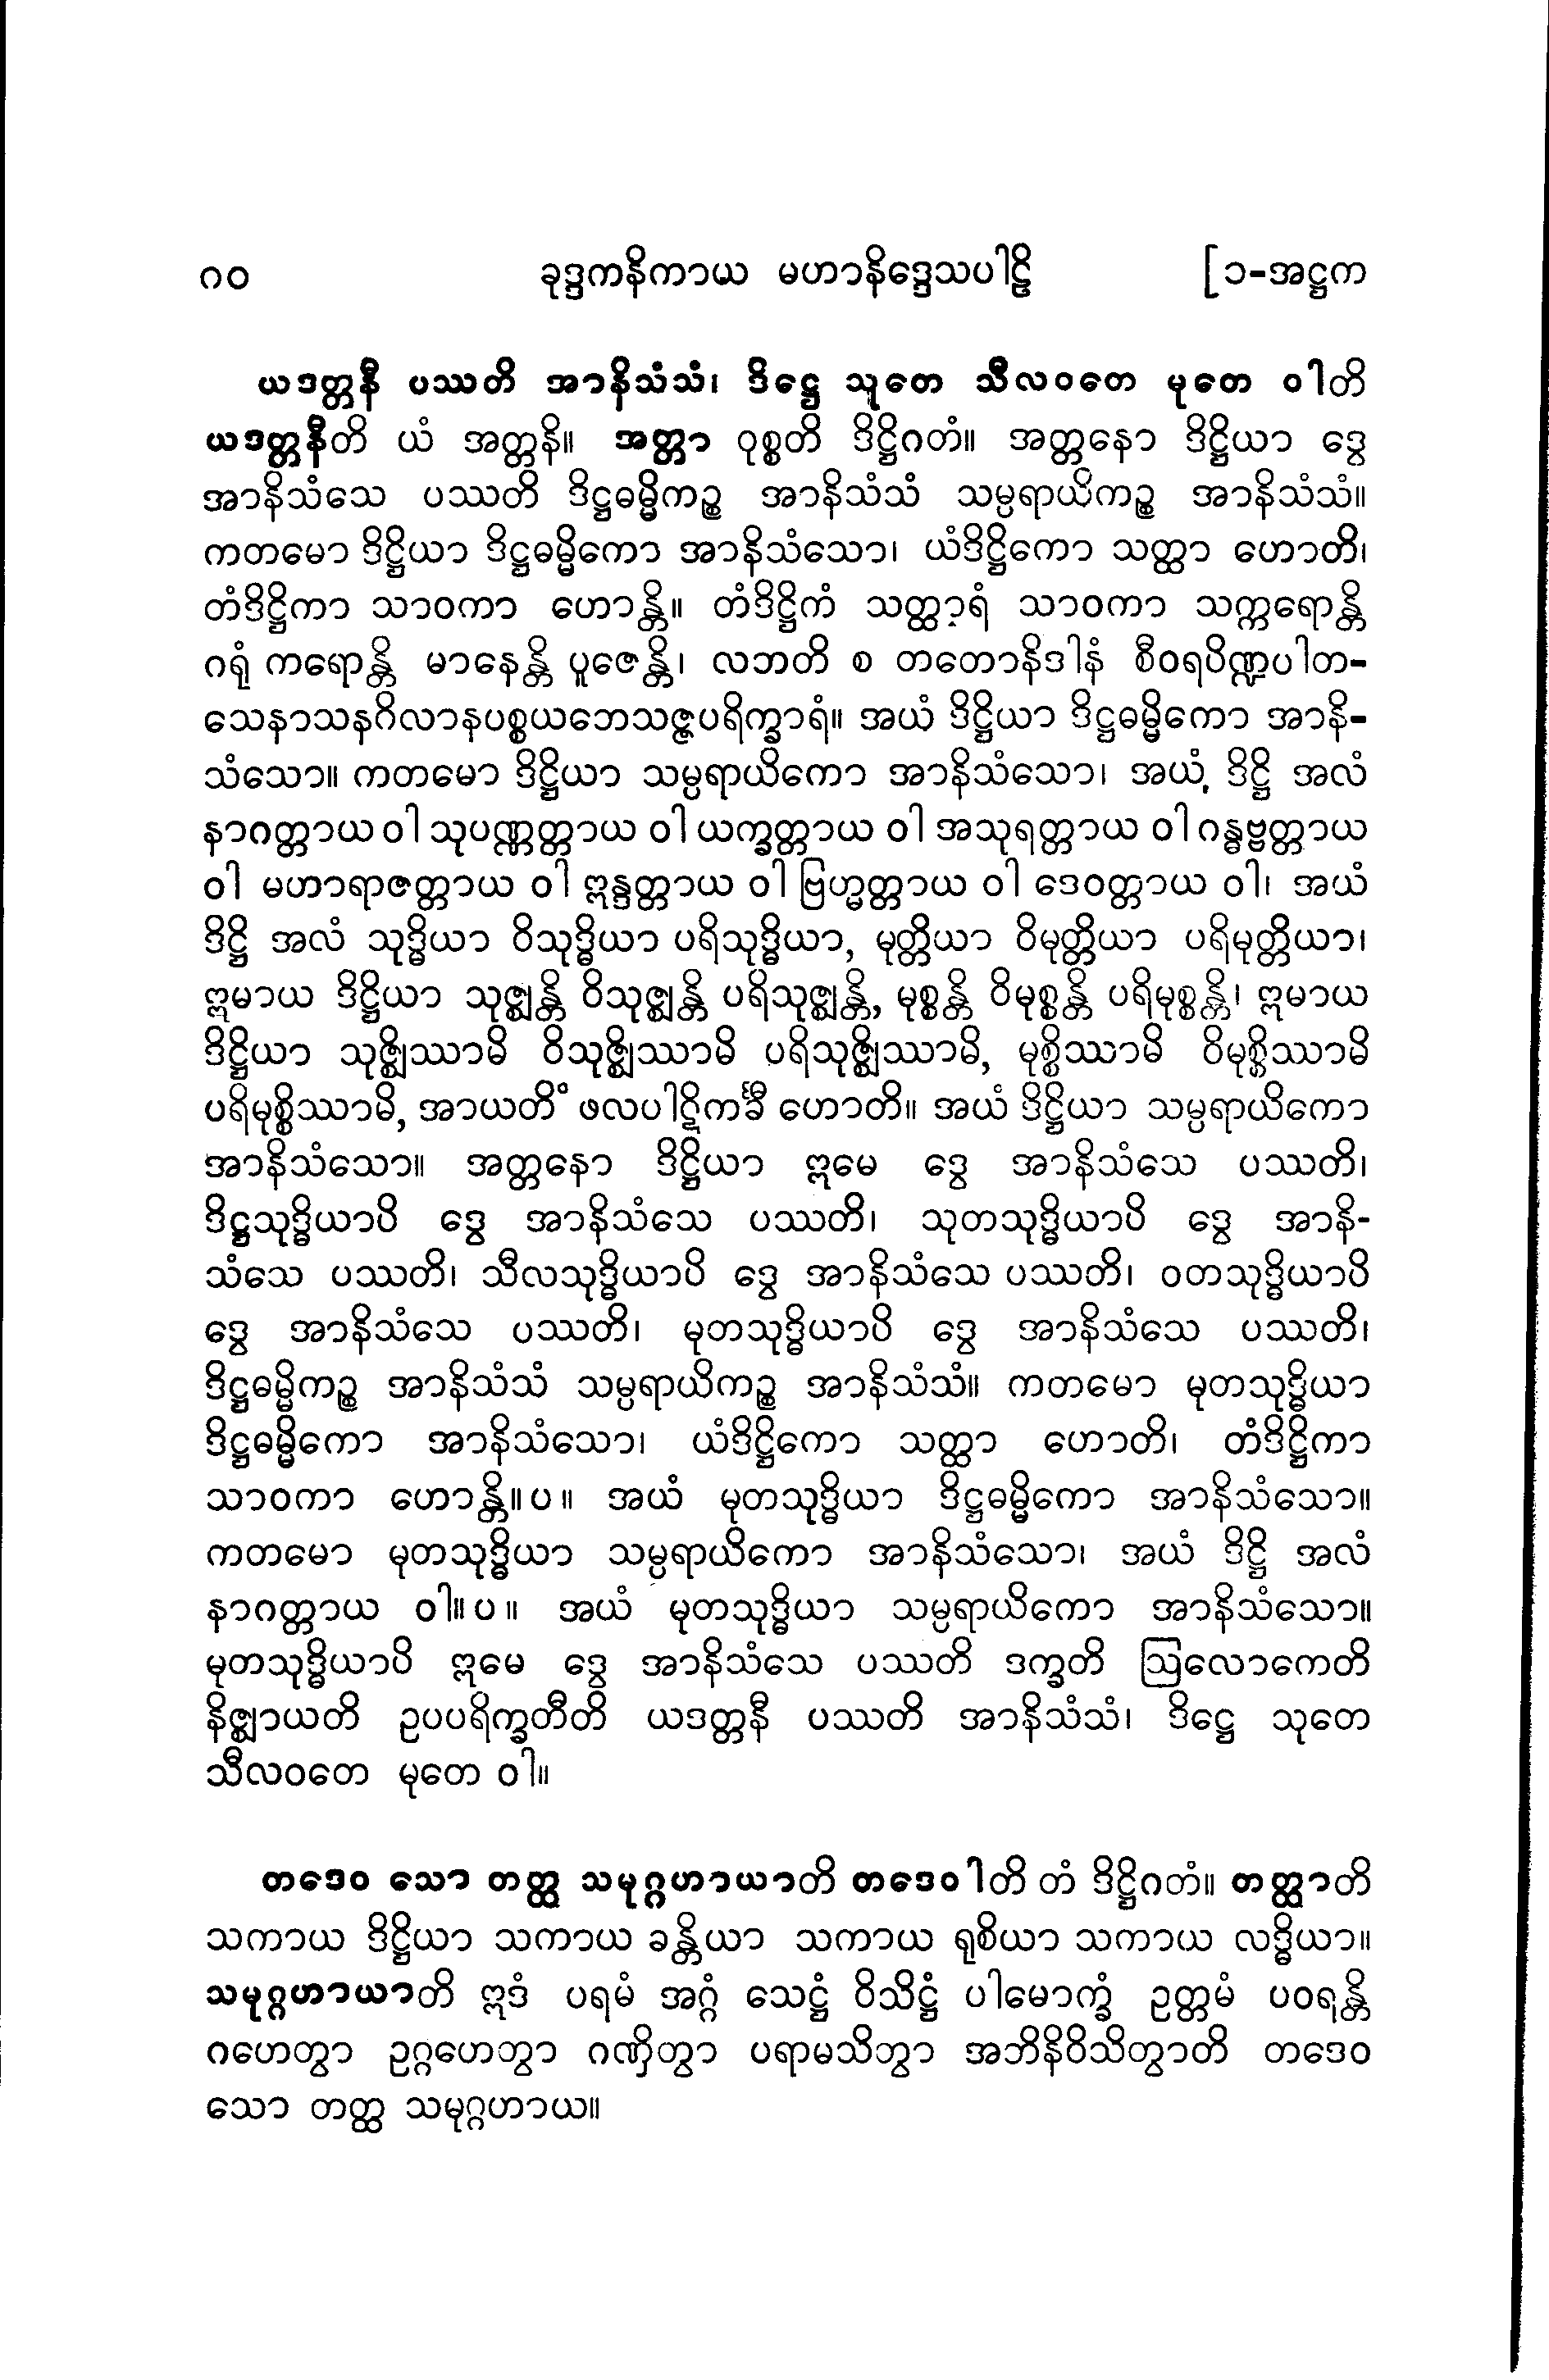 ၈၀ ခုဒ္ဒကနိကာယ မဟာနိဒ္ဒေသပါဠိ [၁-အဋ္ဌက
ယဒတ္တနီ ပဿတိ အာနိသံသံ၊ ဒိဋ္ဌေ သုတေ သီလဝတေ မုတေ ဝါတိ
ယဒတ္တနီတိ ယံ အတ္တနိ။ အတ္တာ ဝုစ္စတိ ဒိဋ္ဌိဂတံ။ အတ္တနော ဒိဋ္ဌိယာ ဒွေ
အာနိသံသေ ပဿတိ ဒိဋ္ဌဓမ္မိကဉ္စ အာနိသံသံ သမ္ပရာယိကဉ္စ အာနိသံသံ။
ကတမော ဒိဋ္ဌိယာ ဒိဋ္ဌဓမ္မိကော အာနိသံသော၊ ယံဒိဋ္ဌိကော သတ္ထာ ဟောတိ၊
တံဒိဋ္ဌိကာ သာဝကာ ဟောန္တိ။ တံဒိဋ္ဌိကံ သတ္ထာရံ သာဝကာ သက္ကရောန္တိ
ဂရုံ ကရောန္တိ မာနေန္တိ ပူဇေန္တိ၊ လဘတိ စ တတောနိဒါနံ စီဝရပိဏ္ဍပါတ-
သေနာသနဂိလာနပစ္စယဘေသဇ္ဇပရိက္ခာရံ။ အယံ ဒိဋ္ဌိယာ ဒိဋ္ဌဓမ္မိကော အာနိ-
သံသော။ ကတမော ဒိဋ္ဌိယာ သမ္ပရာယိကော အာနိသံသော၊ အယံ ဒိဋ္ဌိ အလံ
နာဂတ္တာယ ဝါ သုပဏ္ဏတ္တာယ ဝါ ယက္ခတ္တာယ ဝါ အသုရတ္တာယ ဝါ ဂန္ဓဗ္ဗတ္တာယ
ဝါ မဟာရာဇတ္တာယ ဝါ ဣန္ဒတ္တာယ ဝါ ဗြဟ္မတ္တာယ ဝါ ဒေဝတ္တာယ ဝါ၊ အယံ
ဒိဋ္ဌိ အလံ သုဒ္ဓိယာ ဝိသုဒ္ဓိယာ ပရိသုဒ္ဓိယာ, မုတ္တိယာ ဝိမုတ္တိယာ ပရိမုတ္တိယာ၊
ဣမာယ ဒိဋ္ဌိယာ သုဇ္ဈန္တိ ဝိသုဇ္ဈန္တိ ပရိသုဇ္ဈန္တိ, မုစ္စန္တိ ဝိမုစ္စန္တိ ပရိမုစ္စန္တိ၊ ဣမာယ
ဒိဋ္ဌိယာ သုဇ္ဈိဿာမိ ဝိသုဇ္ဈိဿာမိ ပရိသုဇ္ဈိဿာမိ, မုစ္စိဿာမိ ဝိမုစ္စိဿာမိ
ပရိမုစ္စိဿာမိ, အာယတိံ ဖလပါဋိကင်္ခီ ဟောတိ။ အယံ ဒိဋ္ဌိယာ သမ္ပရာယိကော
အာနိသံသော။ အတ္တနော ဒိဋ္ဌိယာ ဣမေ ဒွေ အာနိသံသေ ပဿတိ၊
ဒိဋ္ဌသုဒ္ဓိယာပိ ဒွေ အာနိသံသေ ပဿတိ၊ သုတသုဒ္ဓိယာပိ ဒွေ အာနိ-
သံသေ ပဿတိ၊ သီလသုဒ္ဓိယာပိ ဒွေ အာနိသံသေ ပဿတိ၊ ဝတသုဒ္ဓိယာပိ
ဒွေ အာနိသံသေ ပဿတိ၊ မုတသုဒ္ဓိယာပိ ဒွေ အာနိသံသေ ပဿတိ၊
ဒိဋ္ဌဓမ္မိကဉ္စ အာနိသံသံ သမ္ပရာယိကဉ္စ အာနိသံသံ။ ကတမော မုတသုဒ္ဓိယာ
ဒိဋ္ဌဓမ္မိကော အာနိသံသော၊ ယံဒိဋ္ဌိကော သတ္ထာ ဟောတိ၊ တံဒိဋ္ဌိကာ
သာဝကာ ဟောန္တိ။ပ။ အယံ မုတသုဒ္ဓိယာ ဒိဋ္ဌဓမ္မိကော အာနိသံသော။
ကတမော မုတသုဒ္ဓိယာ သမ္ပရာယိကော အာနိသံသော၊ အယံ ဒိဋ္ဌိ အလံ
နာဂတ္တာယ ဝါ။ပ။ အယံ မုတသုဒ္ဓိယာ သမ္ပရာယိကော အာနိသံသော။
မုတသုဒ္ဓိယာပိ ဣမေ ဒွေ အာနိသံသေ ပဿတိ ဒက္ခတိ ဩလောကေတိ
နိဇ္ဈာယတိ ဥပပရိက္ခတီတိ ယဒတ္တနီ ပဿတိ အာနိသံသံ၊ ဒိဋ္ဌေ သုတေ
သီလဝတေ မုတေ ဝါ။
တဒေဝ သော တတ္ထ သမုဂ္ဂဟာယာတိ တဒေဝါတိ တံ ဒိဋ္ဌိဂတံ။ တတ္ထာတိ
သကာယ ဒိဋ္ဌိယာ သကာယ ခန္တိယာ သကာယ ရုစိယာ သကာယ လဒ္ဓိယာ။
သမုဂ္ဂဟာယာတိ ဣဒံ ပရမံ အဂ္ဂံ သေဋ္ဌံ ဝိသိဋ္ဌံ ပါမောက္ခံ ဥတ္တမံ ပဝရန္တိ
ဂဟေတွာ ဥဂ္ဂဟေတွာ ဂဏှိတွာ ပရာမသိတွာ အဘိနိဝိသိတွာတိ တဒေဝ
သော တတ္ထ သမုဂ္ဂဟာယ။